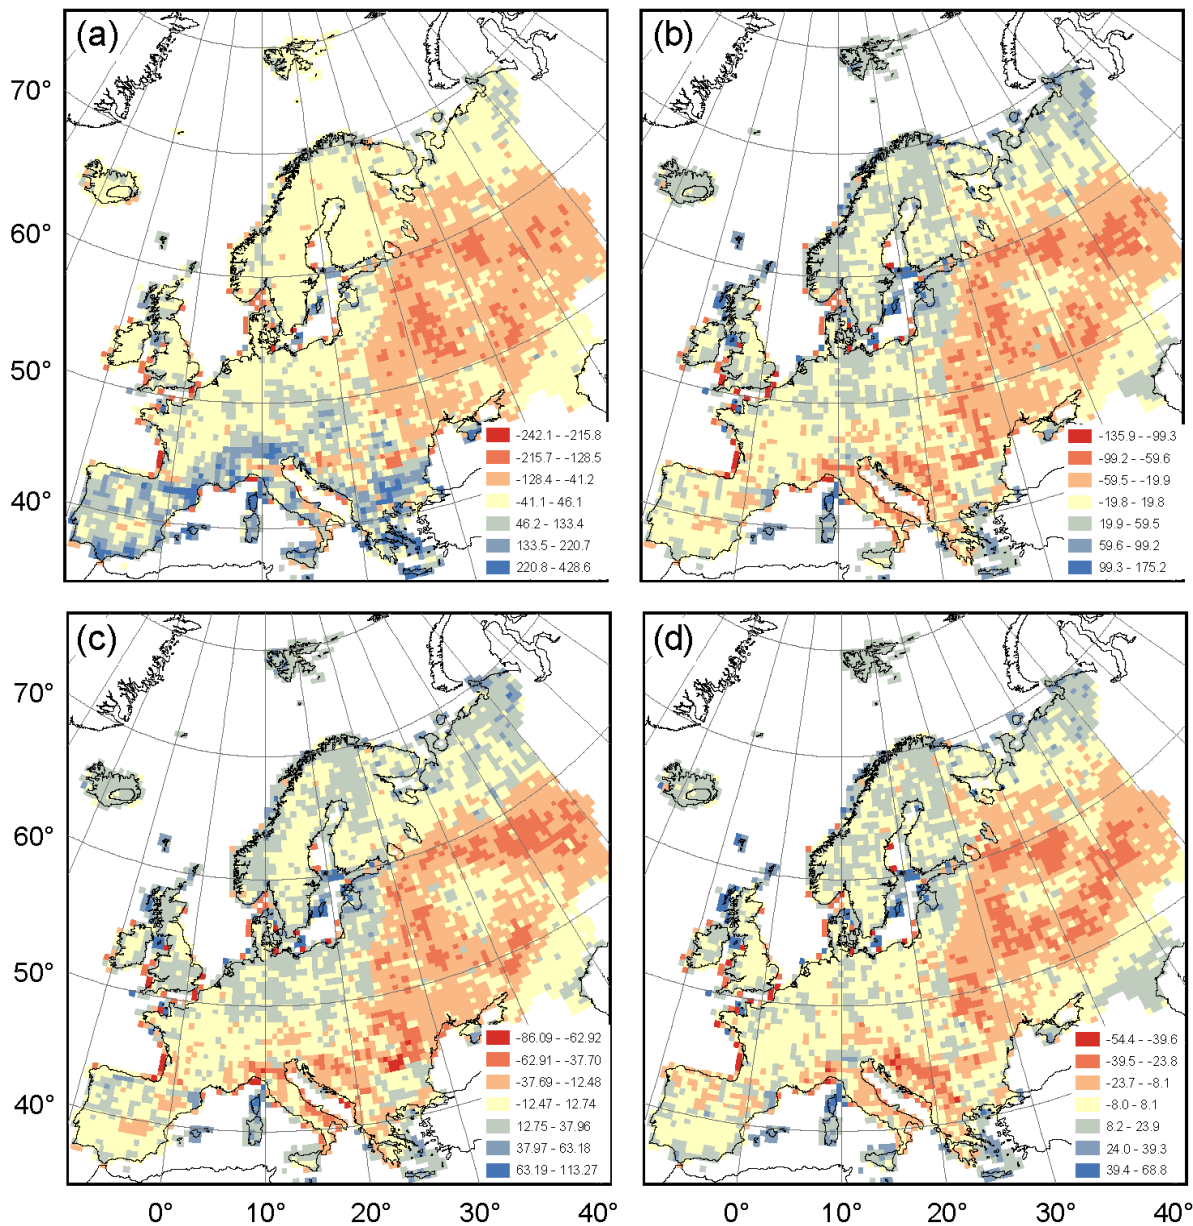 (a)
(b)
70°
60°
50°
40°
-242.1 - -215.8
-215.7 - -128.5
-128.4 - -41.2
-41.1 - 46.1
46.2 - 133.4
133.5 - 220.7
220.8 - 428.6
-135.9 - -99.3
-99.2 - -59.6
-59.5 - -19.9
-19.8 - 19.8
19.9 - 59.5
59.6 - 99.2
99.3 - 175.2
(c)
(d)
70°
60°
50°
40°
-86.09 - -62.92
-62.91 - -37.70
-37.69 - -12.48
-12.47 - 12.74
12.75 - 37.96
37.97 - 63.18
63.19 - 113.27
-54.4 - -39.6
-39.5 - -23.8
-23.7 - -8.1
-8.0 - 8.1
8.2 - 23.9
24.0 - 39.3
39.4 - 68.8
0° 10° 20° 30° 40°
0° 10° 20° 30° 40°